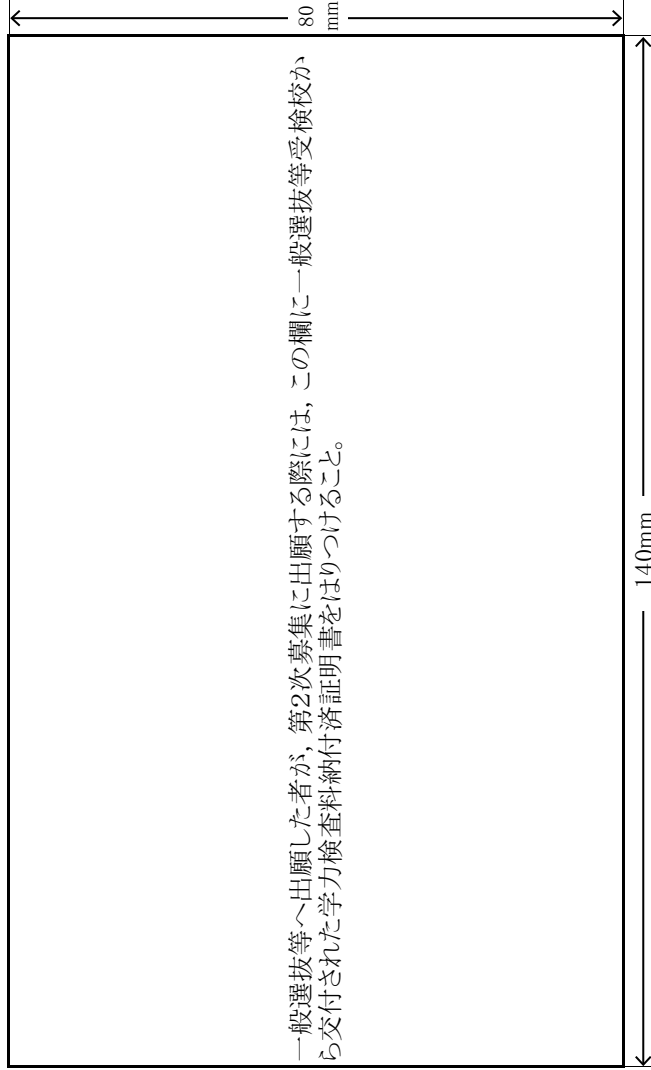 80
mm
一般選抜等へ出願した者が，第2次募集に出願する際には，この欄に一般選抜等受検校か
ら交付された学力検査料納付済証明書をはりつけること。
140mm